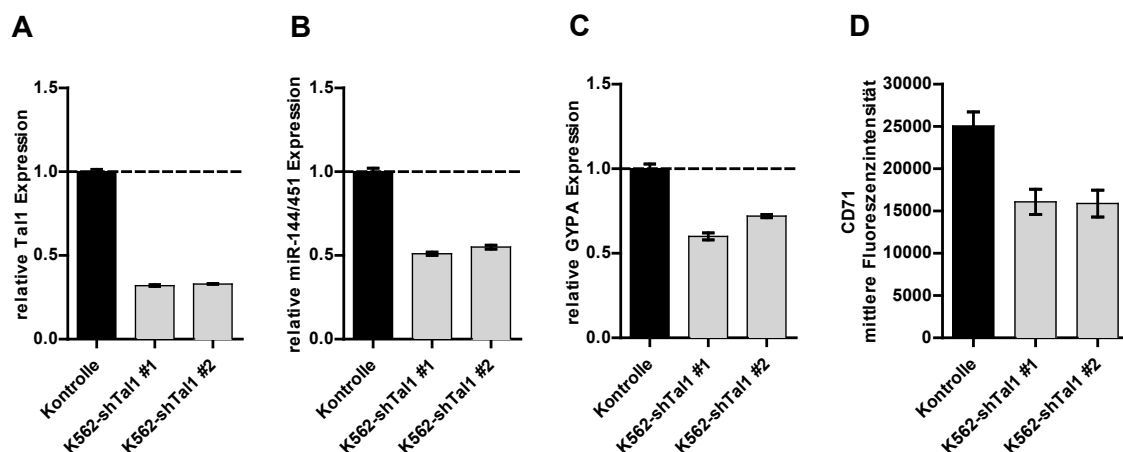 A
relative Tal1 Expression
1.5
1.0
0.5
0.0
Kontrolle
K562-shTal1 #1
K562-shTal1 #2
B
relative miR-144/451 Expression
1.5
1.0
0.5
0.0
Kontrolle
K562-shTal1 #1
K562-shTal1 #2
C
relative GYPA Expression
1.5
1.0
0.5
0.0
Kontrolle
K562-shTal1 #1
K562-shTal1 #2
D
CD71
mittlere Fluoreszenzintensität
30000
25000
20000
15000
10000
5000
0
Kontrolle
K562-shTal1 #1
K562-shTal1 #2